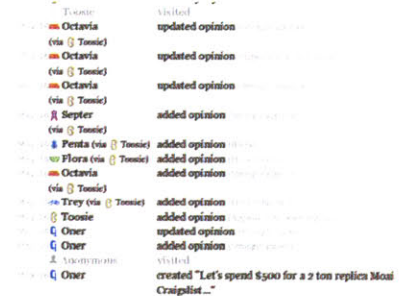 Toosie visited
Octavia updated opinion
(via Toosie)
Octavia updated opinion
(via Toosie)
Octavia updated opinion
(via Toosie)
Septer added opinion
(via Toosie)
Penta (via Toosie) added opinion
Flora (via Toosie) added opinion
Octavia added opinion
(via Toosie)
Trey (via Toosie) added opinion
Toosie added opinion
Oner updated opinion
Oner added opinion
Anonymous visited
Oner created "Let's spend $500 for a 2 ton replica Moai
Craigslist..."